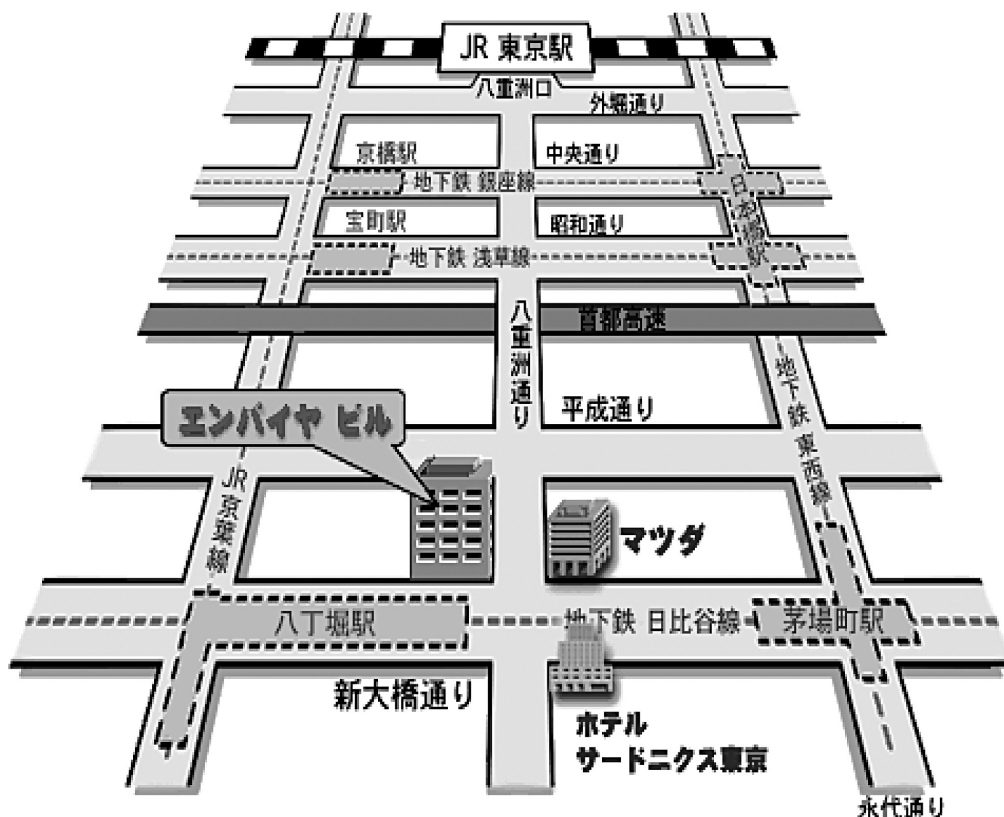 JR 東京駅
八重洲口
外堀通り
京橋駅
中央通り
地下鉄 銀座線
日本橋駅
宝町駅
昭和通り
地下鉄 浅草線
八重洲通り
首都高速
地下鉄 東西線
平成通り
エンパイヤ ビル
JR京葉線
マツダ
八丁堀駅
地下鉄 日比谷線
茅場町駅
新大橋通り
ホテル
サードニクス東京
永代通り